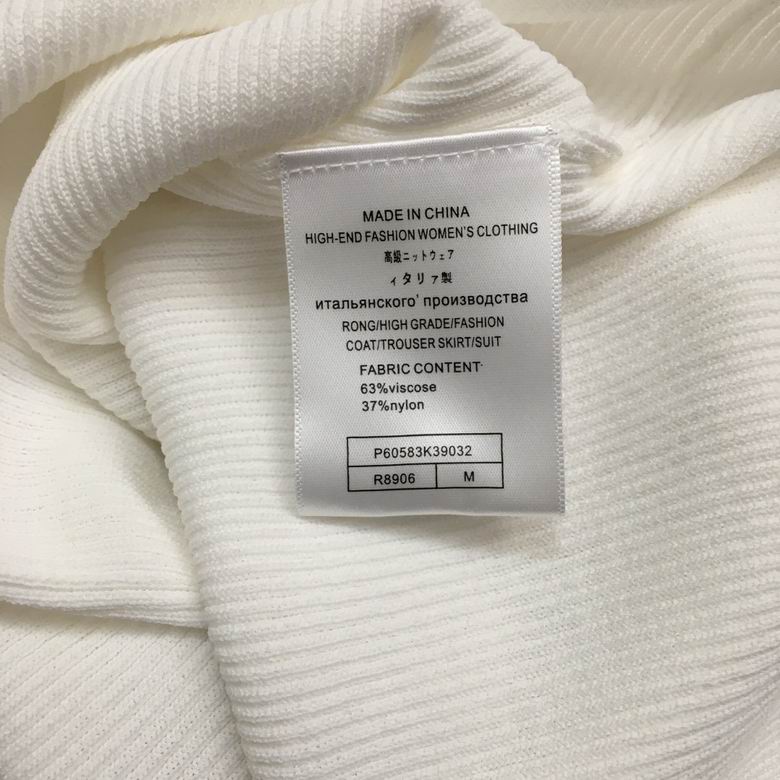 MADE IN CHINA
HIGH-END FASHION WOMEN'S CLOTHING
高級ニットウェア
ィタリァ製
итальянского' производства
RONG/HIGH GRADE/FASHION
COAT/TROUSER SKIRT/SUIT
FABRIC CONTENT
63%viscose
37%nylon
P60583K39032
R8906 M